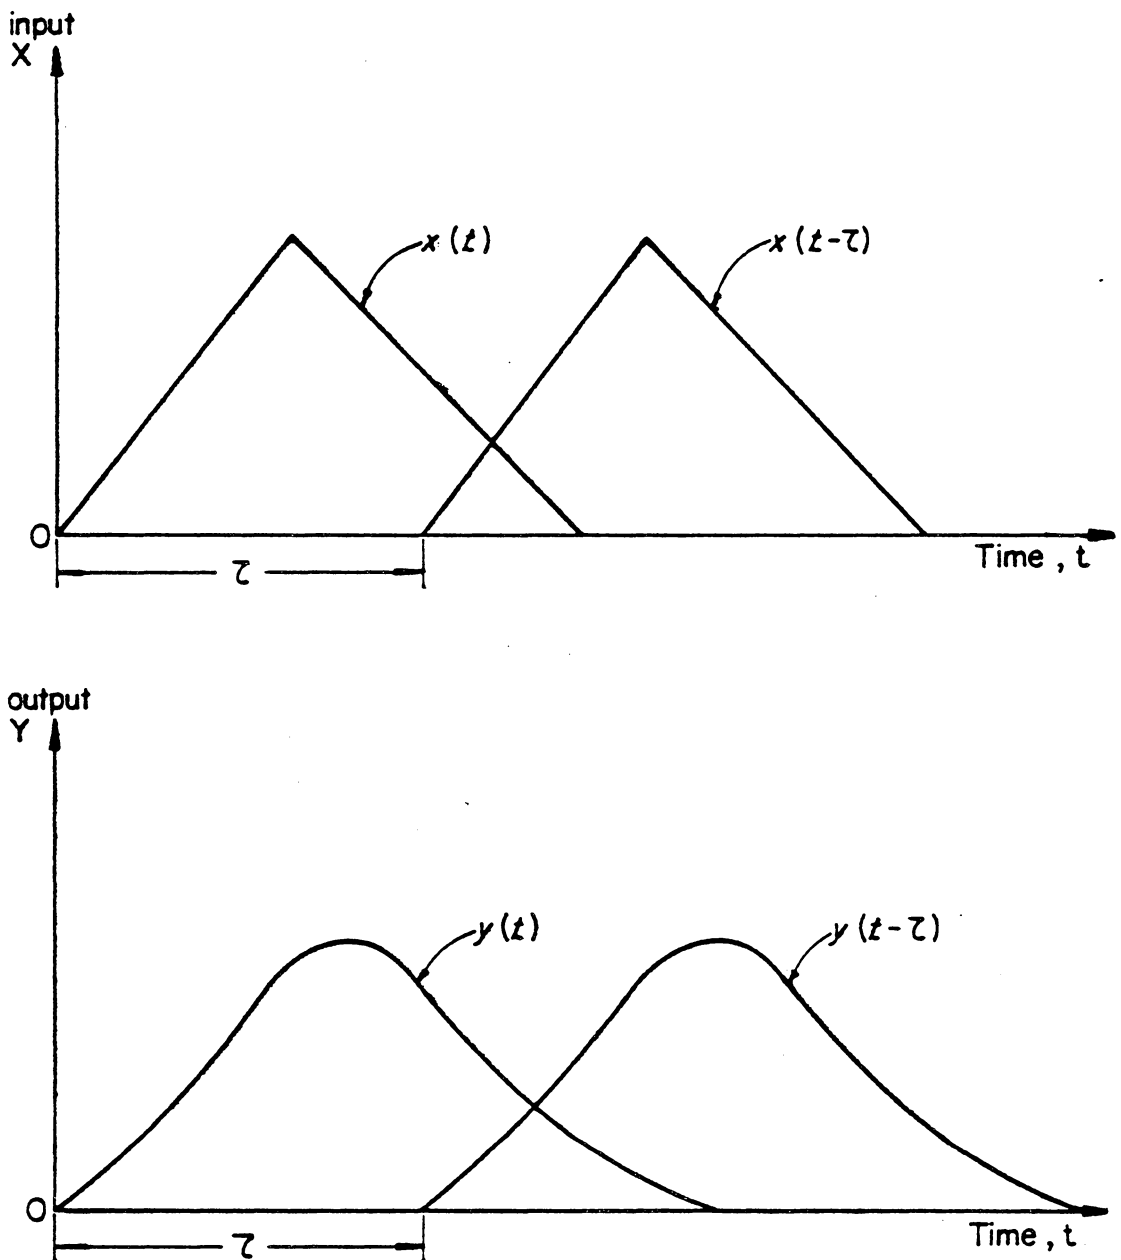 input
X
x (t)
x (t-τ)
O
Time , t
τ
output
Y
y (t)
y (t- τ)
O
Time , t
τ